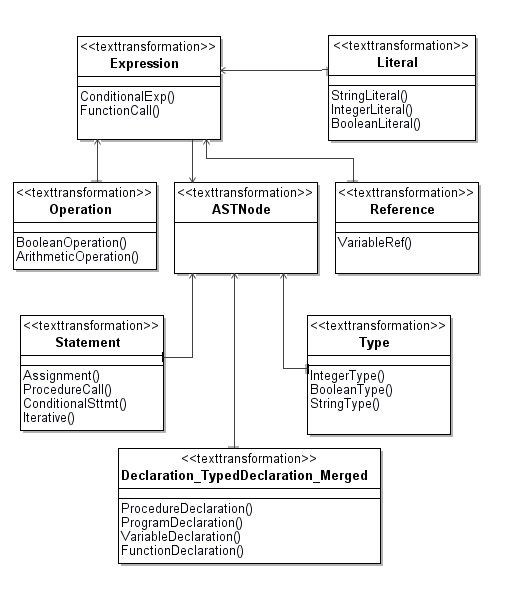 <<texttransformation>>
Expression
ConditionalExp()
FunctionCall()
<<texttransformation>>
Literal
StringLiteral()
IntegerLiteral()
BooleanLiteral()
<<texttransformation>>
Operation
BooleanOperation()
ArithmeticOperation()
<<texttransformation>>
ASTNode
<<texttransformation>>
Reference
VariableRef()
<<texttransformation>>
Statement
Assignment()
ProcedureCall()
ConditionalSttmt()
Iterative()
<<texttransformation>>
Type
IntegerType()
BooleanType()
StringType()
<<texttransformation>>
Declaration_TypedDeclaration_Merged
ProcedureDeclaration()
ProgramDeclaration()
VariableDeclaration()
FunctionDeclaration()